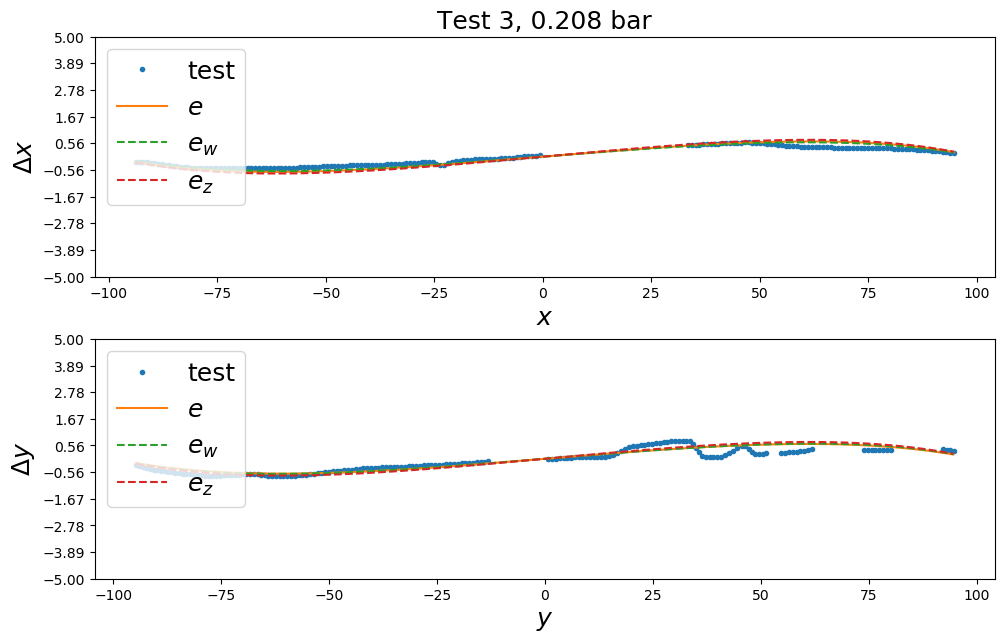 Test 3, 0.208 bar
5.00
3.89
2.78
1.67
0.56
−0.56
−1.67
−2.78
−3.89
−5.00
Δx
test
e
e_w
e_z
−100 −75 −50 −25 0 25 50 75 100
x
5.00
3.89
2.78
1.67
0.56
−0.56
−1.67
−2.78
−3.89
−5.00
Δy
test
e
e_w
e_z
−100 −75 −50 −25 0 25 50 75 100
y